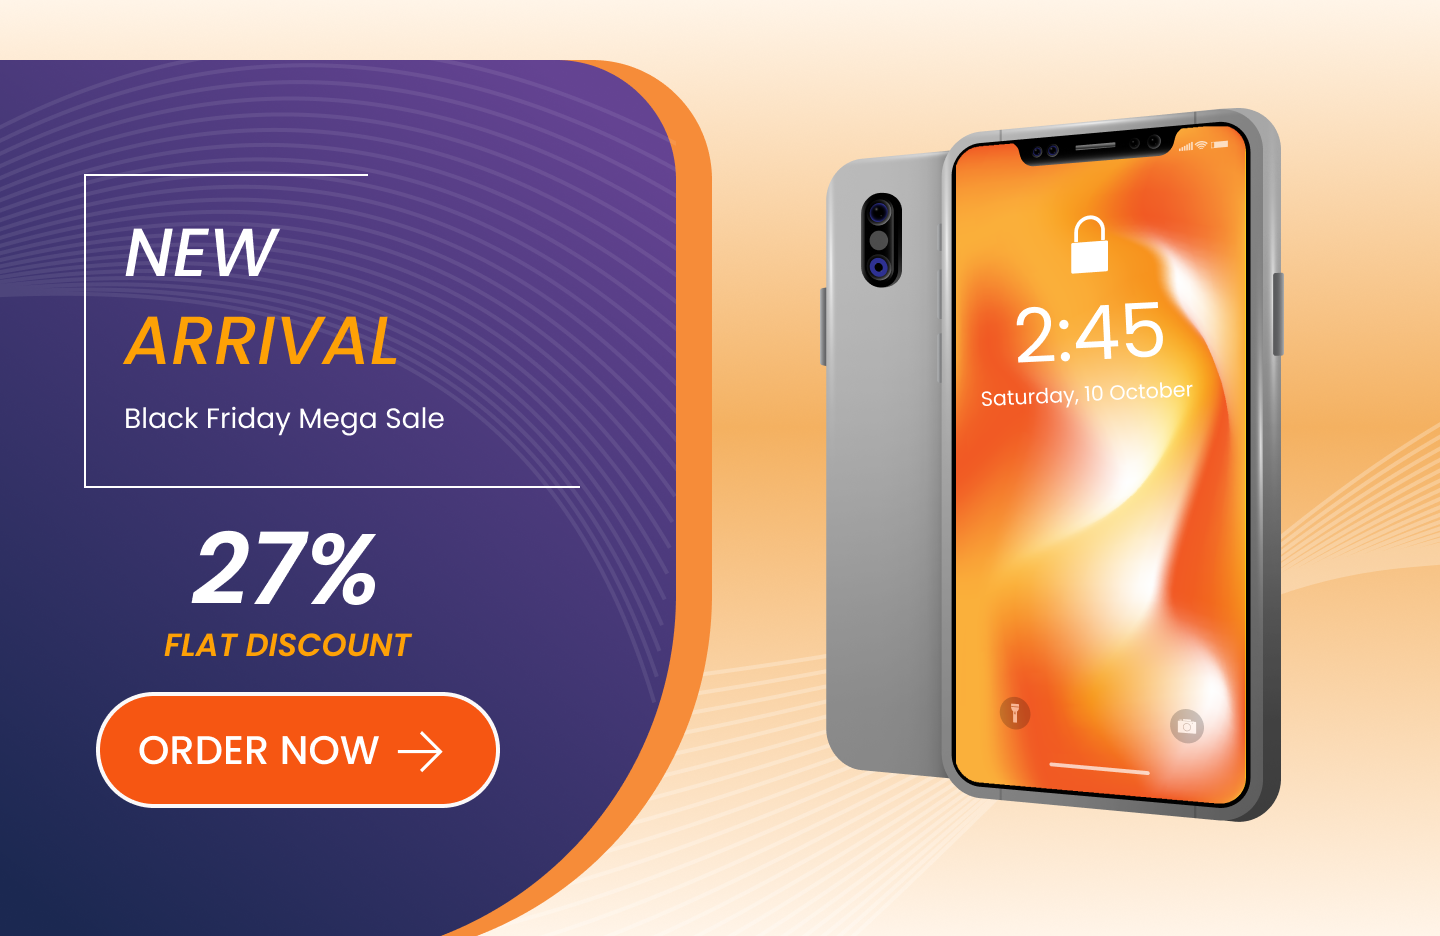 NEW
ARRIVAL
Black Friday Mega Sale
27%
FLAT DISCOUNT
ORDER NOW
2:45
Saturday, 10 October